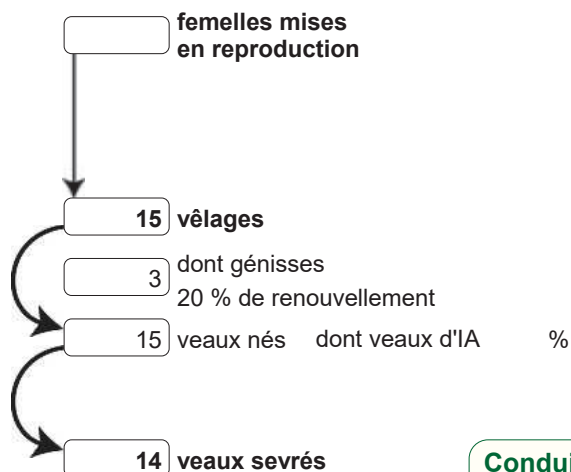 femelles mises
en reproduction
15 vêlages
3 dont génisses
20 % de renouvellement
15 veaux nés dont veaux d'IA %
14 veaux sevrés